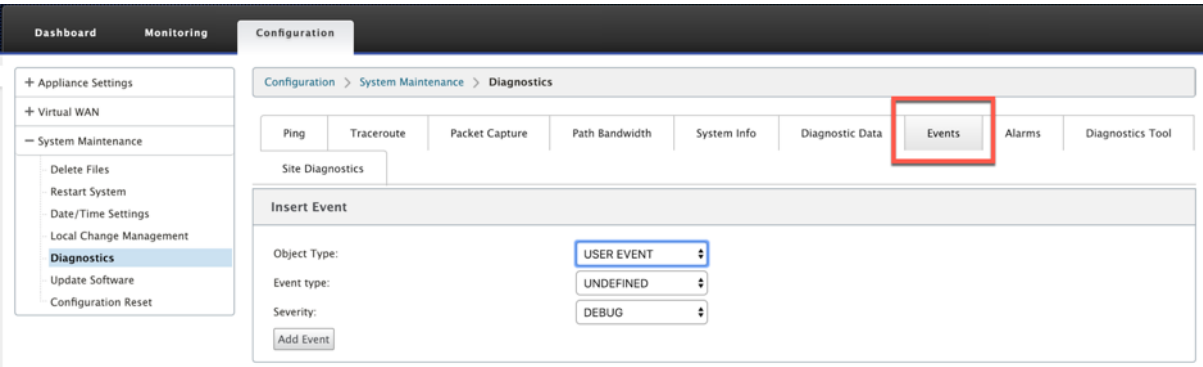 Dashboard Monitoring Configuration
+ Appliance Settings
+ Virtual WAN
− System Maintenance
Delete Files
Restart System
Date/Time Settings
Local Change Management
Diagnostics
Update Software
Configuration Reset
Configuration > System Maintenance > Diagnostics
Ping Traceroute Packet Capture Path Bandwidth System Info Diagnostic Data Events Alarms Diagnostics Tool
Site Diagnostics
Insert Event
Object Type: USER EVENT
Event type: UNDEFINED
Severity: DEBUG
Add Event